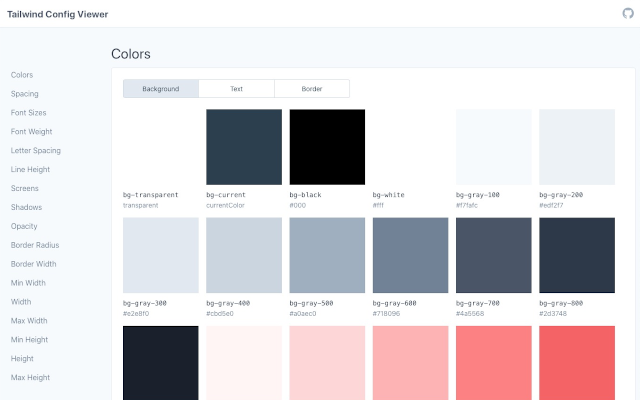 Tailwind Config Viewer
Colors
Colors
Spacing
Font Sizes
Font Weight
Letter Spacing
Line Height
Screens
Shadows
Opacity
Border Radius
Border Width
Min Width
Width
Max Width
Min Height
Height
Max Height
Background Text Border
bg-transparent bg-current bg-black bg-white bg-gray-100 bg-gray-200
transparent currentColor #000 #fff #f7fafc #edf2f7
bg-gray-300 bg-gray-400 bg-gray-500 bg-gray-600 bg-gray-700 bg-gray-800
#e2e8f0 #cbd5e0 #a0aec0 #718096 #4a5568 #2d3748